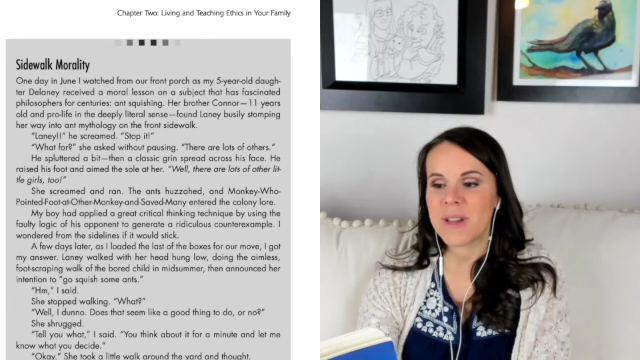 Chapter Two: Living and Teaching Ethics in Your Family
Sidewalk Morality
One day in June I watched from our front porch as my 5-year-old daugh-
ter Delaney received a moral lesson on a subject that has fascinated
philosophers for centuries: ant squishing. Her brother Connor—11 years
old and pro-life in the deeply literal sense—found Laney busily stomping
her way into ant mythology on the front sidewalk.
"Laney!!" he screamed. "Stop it!"
"What for?" she asked without pausing. "There are lots of others."
He spluttered a bit—then a classic grin spread across his face. He
raised his foot and aimed the sole at her. "Well, there are lots of other lit-
tle girls, too!"
She screamed and ran. The ants huzzahed, and Monkey-Who-
Pointed-Foot-at-Other-Monkey-and-Saved-Many entered the colony lore.
My boy had applied a great critical thinking technique by using the
faulty logic of his opponent to generate a ridiculous counterexample. I
wondered from the sidelines if it would stick.
A few days later, as I loaded the last of the boxes for our move, I got
my answer. Laney walked with her head hung low, doing the aimless,
foot-scraping walk of the bored child in midsummer, then announced her
intention to "go squish some ants."
"Hm," I said.
She stopped walking. "What?"
"Well, I dunno. Does that seem like a good thing to do, or no?"
She shrugged.
"Tell you what," I said. "You think about it for a minute and let me
know what you decide."
"Okay." She took a little walk around the yard and thought.